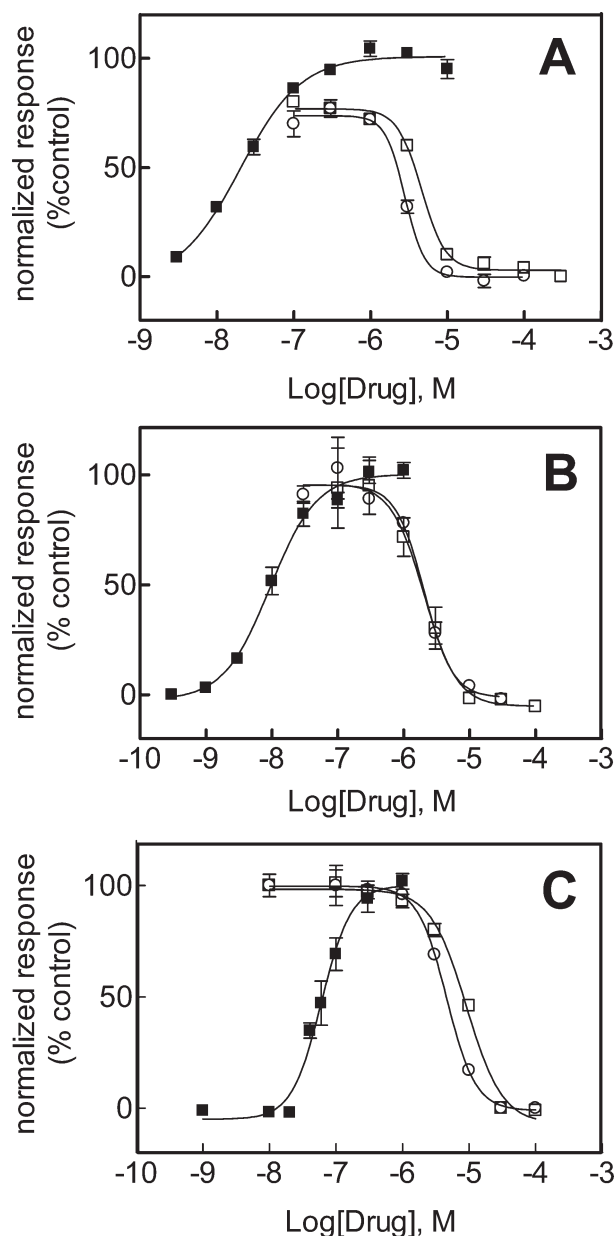 A
normalized response
(%control)
100
50
0
-9 -8 -7 -6 -5 -4 -3
Log[Drug], M
B
normalized response
(% control)
100
50
0
-10 -9 -8 -7 -6 -5 -4 -3
Log[Drug], M
C
normalized response
(% control)
100
50
0
-10 -9 -8 -7 -6 -5 -4 -3
Log[Drug], M